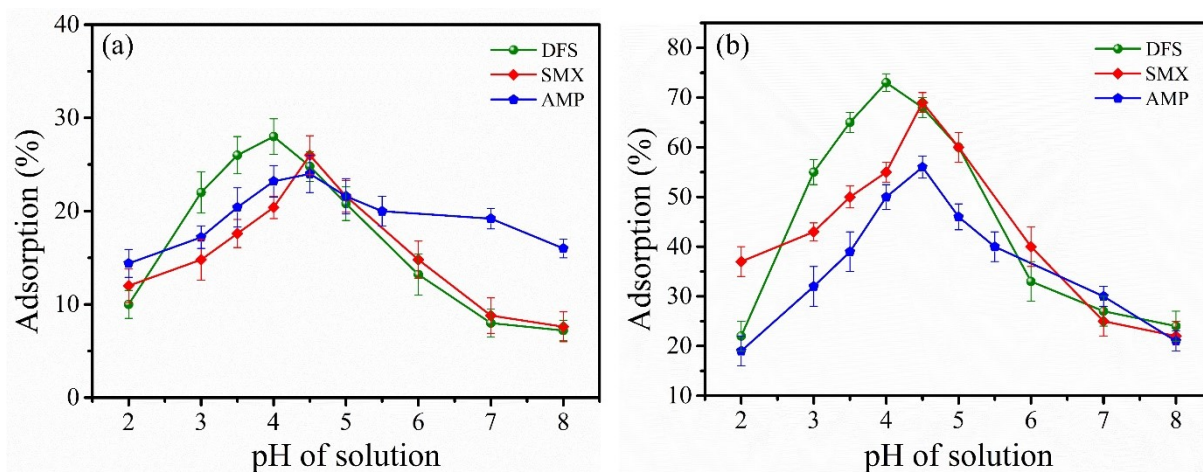 (a)
DFS
SMX
AMP
Adsorption (%)
40
30
20
10
0
2 3 4 5 6 7 8
pH of solution
(b)
DFS
SMX
AMP
Adsorption (%)
80
70
60
50
40
30
20
10
2 3 4 5 6 7 8
pH of solution